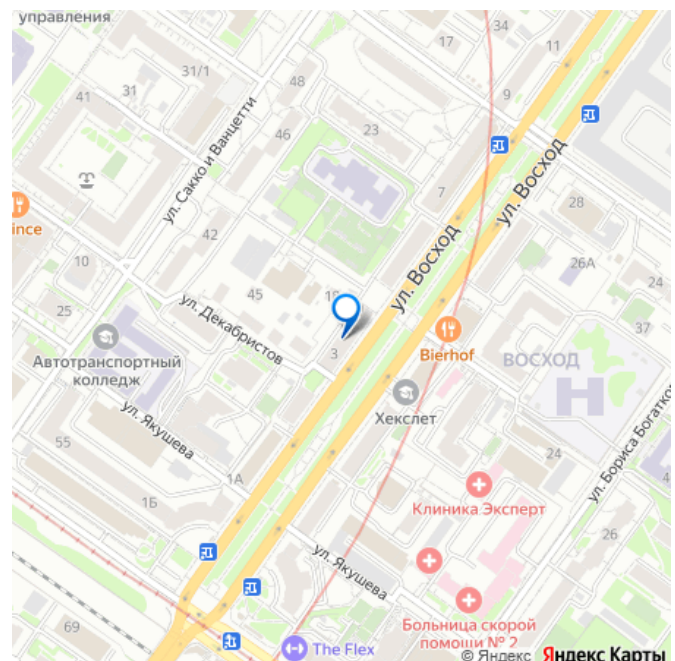 управления
17
34
11
9
31/1
31
41
48
46
23
ул. Сакко и Ванцетти
ул. Восход
7
28
ince
42
10
26А
24
45
ул. Восход
25
ул. Декабристов
37
3
Bierhof
ВОСХОД
Автотранспортный
колледж
Хекслет
ул. Якушева
55
24
ул. Бориса Богатко
1А
Клиника Эксперт
1Б
26
ул. Якушева
69
Больница скорой
помощи № 2
The Flex
© Яндекс Яндекс Карты